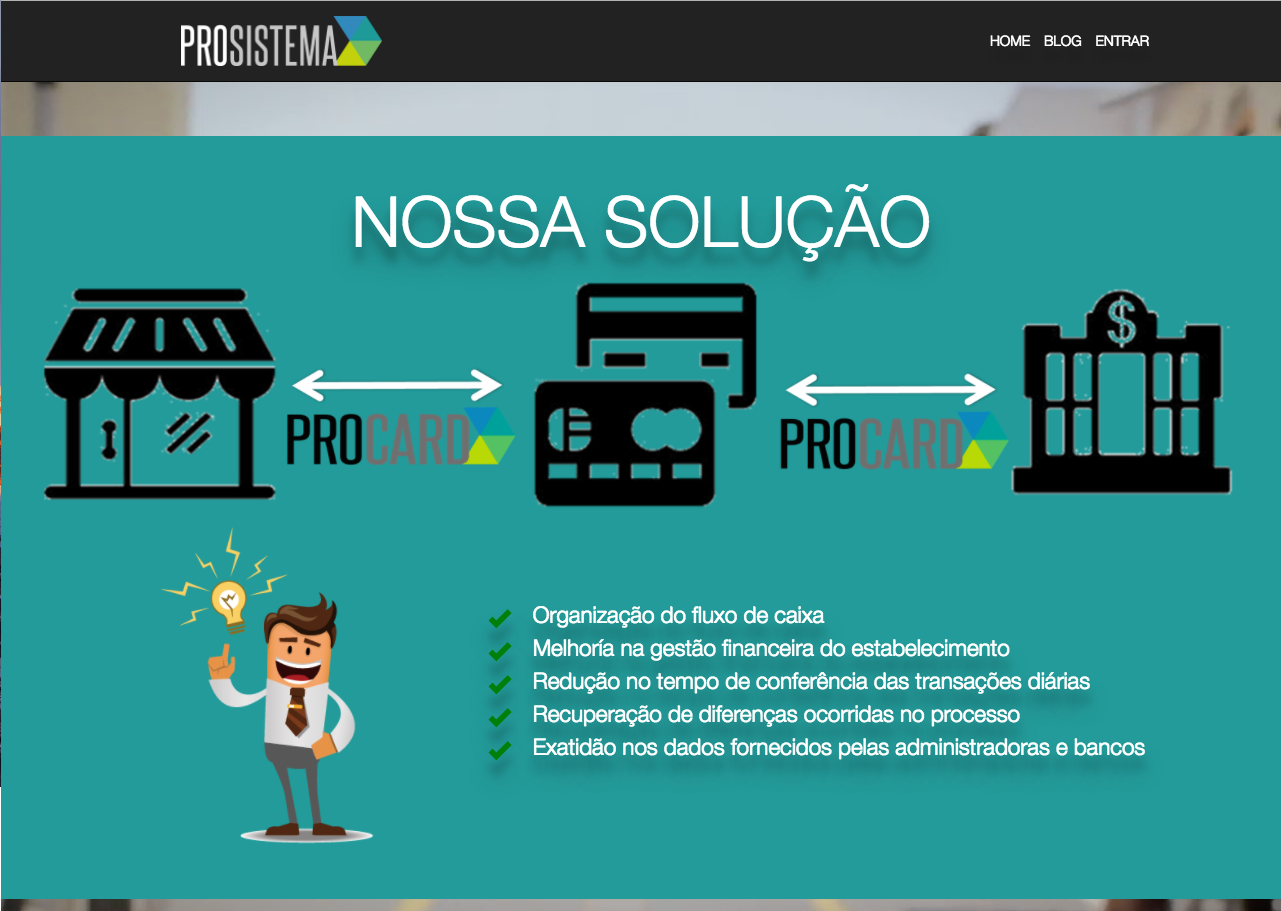 PROSISTEMA
HOME BLOG ENTRAR
NOSSA SOLUÇÃO
$
PROCARD
PROCARD
Organização do fluxo de caixa
Melhoría na gestão financeira do estabelecimento
Redução no tempo de conferência das transações diárias
Recuperação de diferenças ocorridas no processo
Exatidão nos dados fornecidos pelas administradoras e bancos